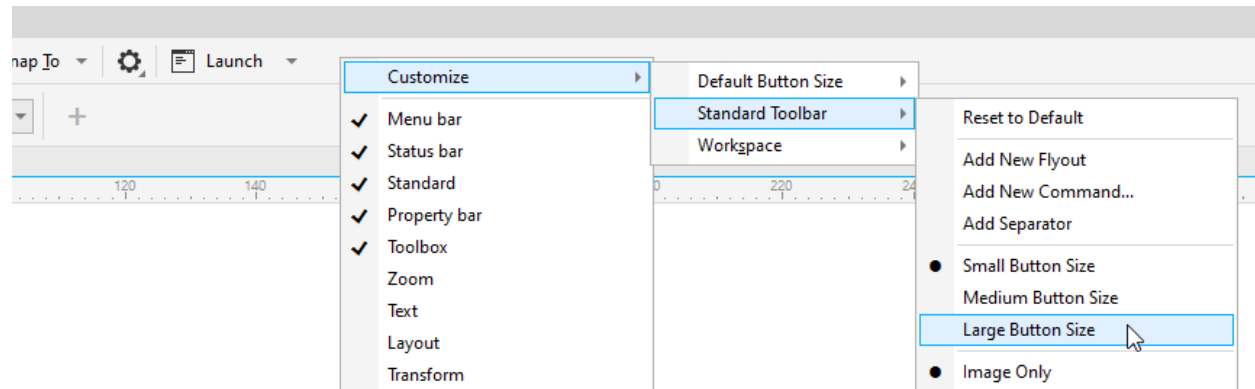 nap To
Launch
Customize
Menu bar
Status bar
Standard
Property bar
Toolbox
Zoom
Text
Layout
Transform
Default Button Size
Standard Toolbar
Workspace
Reset to Default
Add New Flyout
Add New Command...
Add Separator
Small Button Size
Medium Button Size
Large Button Size
Image Only
120
140
0
220
24